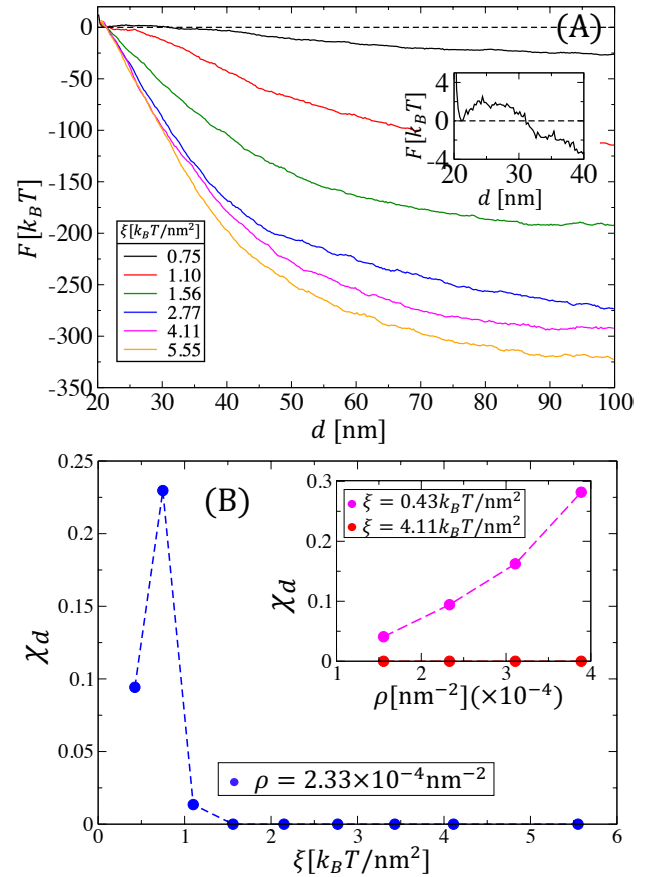 (A)
0
-50
-100
-150
-200
-250
-300
-350
F[k_BT]
20 30 40 50 60 70 80 90 100
d [nm]
ξ[k_BT/nm²]
0.75
1.10
1.56
2.77
4.11
5.55
4
0
-4
F[k_BT]
20 30 40
d [nm]
(B)
0.25
0.2
0.15
0.1
0.05
0
χ_d
0 1 2 3 4 5 6
ξ[k_BT/nm²]
ρ = 2.33×10⁻⁴nm⁻²
0.3
0.2
0.1
0
χ_d
ξ = 0.43k_BT/nm²
ξ = 4.11k_BT/nm²
1 2 3 4
ρ[nm⁻²](×10⁻⁴)